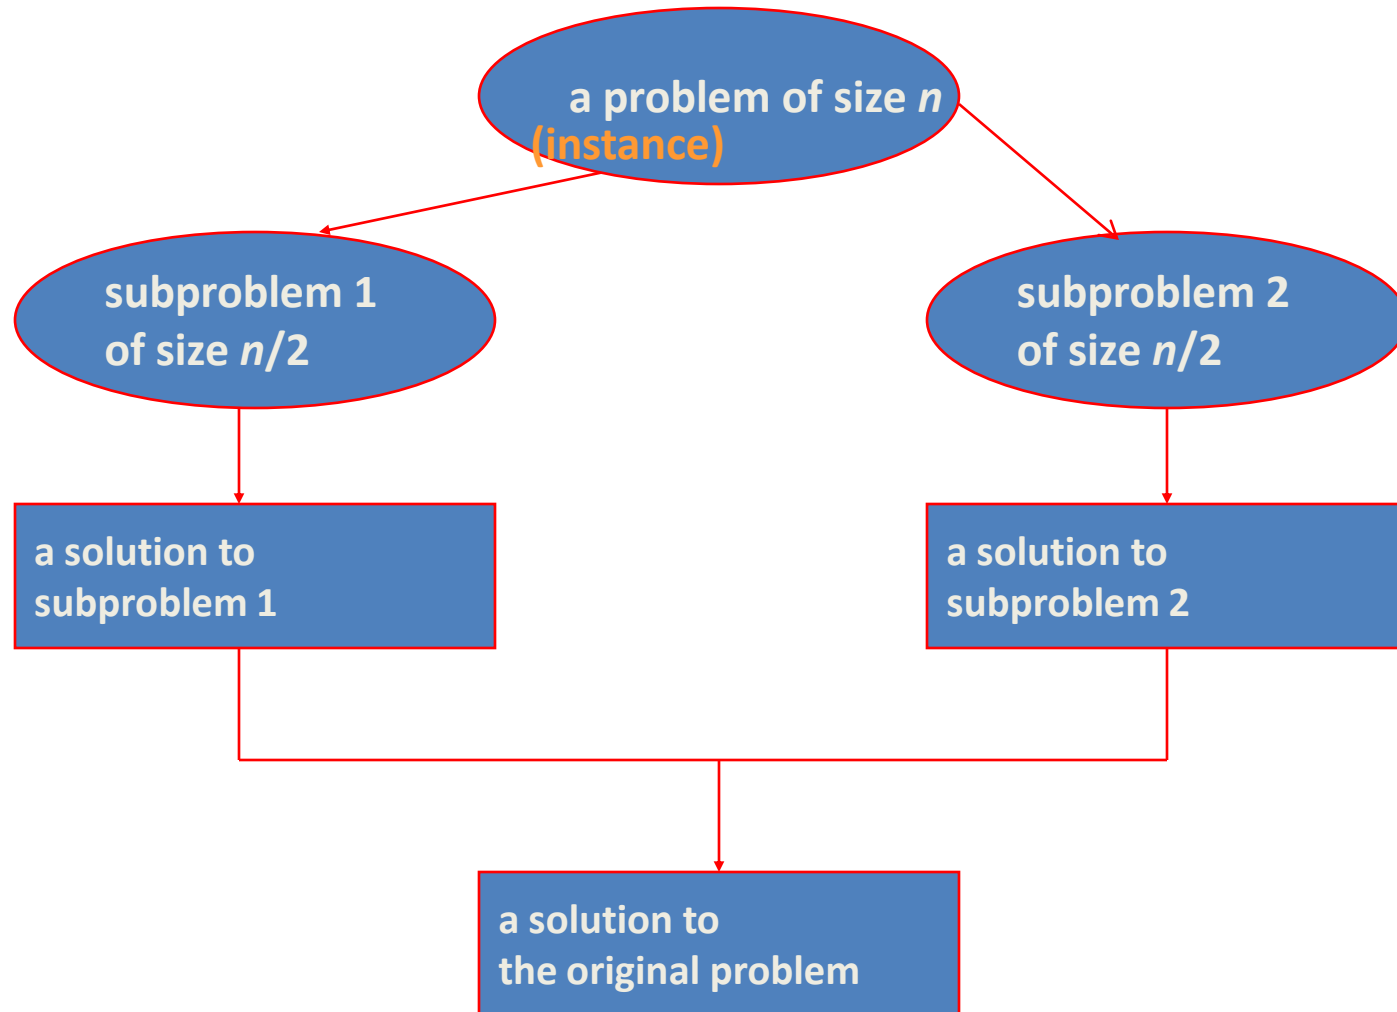 a problem of size n
(instance)
subproblem 1
of size n/2
subproblem 2
of size n/2
a solution to
subproblem 1
a solution to
subproblem 2
a solution to
the original problem